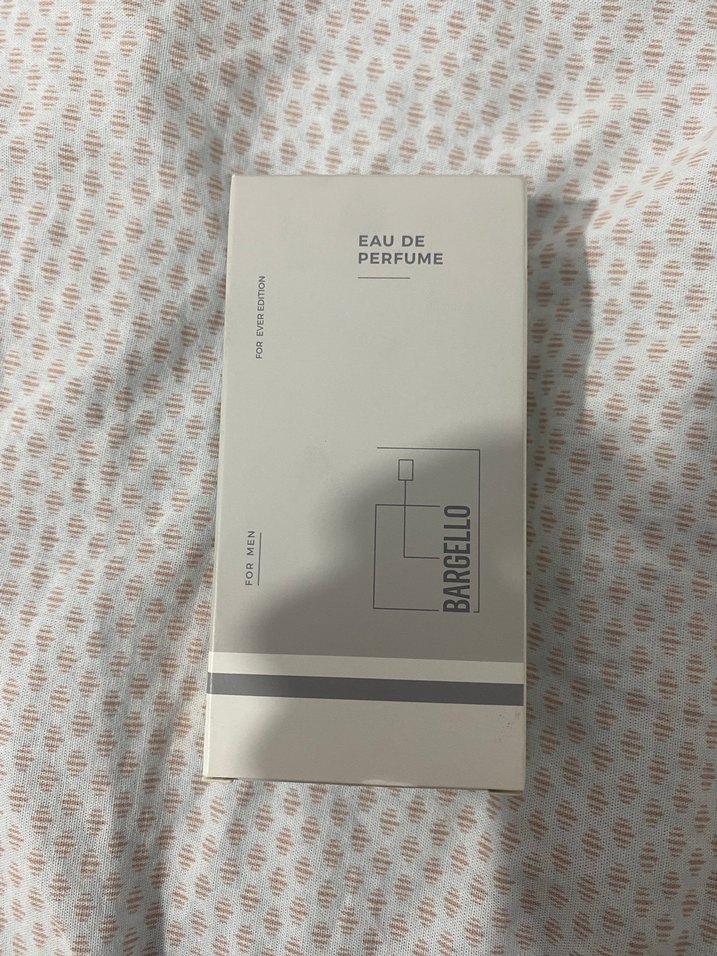 EAU DE
PERFUME
FOR EVER EDITION
FOR MEN
BARGELLO